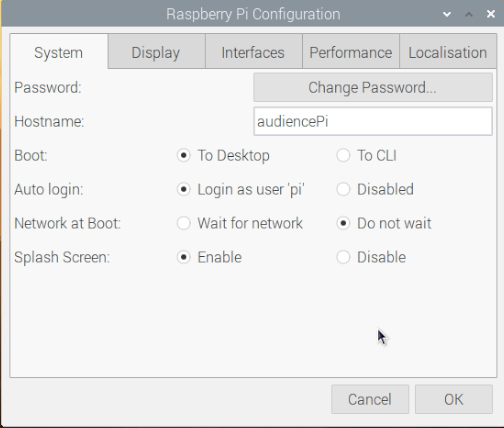 Raspberry Pi Configuration
System Display Interfaces Performance Localisation
Password: Change Password...
Hostname: audiencePi
Boot: To Desktop To CLI
Auto login: Login as user 'pi' Disabled
Network at Boot: Wait for network Do not wait
Splash Screen: Enable Disable
Cancel OK